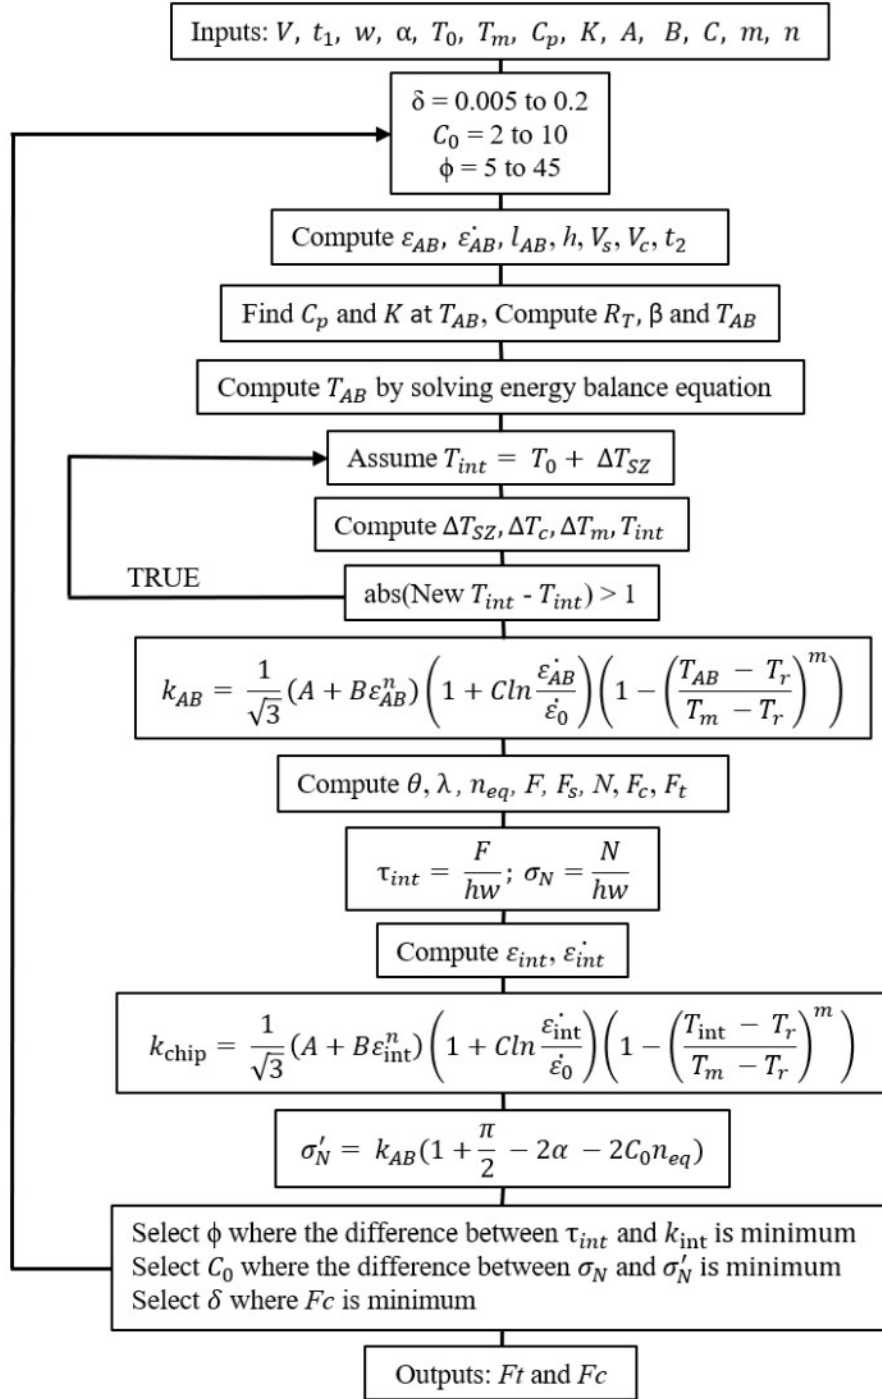 Inputs: V, t₁, w, α, T₀, Tₘ, Cₚ, K, A, B, C, m, n
δ = 0.005 to 0.2
C₀ = 2 to 10
ϕ = 5 to 45
Compute ε_AB, ε̇_AB, l_AB, h, V_s, V_c, t₂
Find Cₚ and K at T_AB, Compute R_T, β and T_AB
Compute T_AB by solving energy balance equation
Assume T_int = T₀ + ΔT_SZ
Compute ΔT_SZ, ΔT_c, ΔT_m, T_int
TRUE
abs(New T_int - T_int) > 1
k_AB = 1/√3 (A + Bε_AB^n) (1 + Cln ε̇_AB/ε̇₀) (1 − ((T_AB − T_r)/(T_m − T_r))^m)
Compute θ, λ, n_eq, F, F_s, N, F_c, F_t
τ_int = F/hw; σ_N = N/hw
Compute ε_int, ε̇_int
k_chip = 1/√3 (A + Bε_int^n) (1 + Cln ε̇_int/ε̇₀) (1 − ((T_int − T_r)/(T_m − T_r))^m)
σ′_N = k_AB(1 + π/2 − 2α − 2C₀n_eq)
Select ϕ where the difference between τ_int and k_int is minimum
Select C₀ where the difference between σ_N and σ′_N is minimum
Select δ where Fc is minimum
Outputs: Ft and Fc